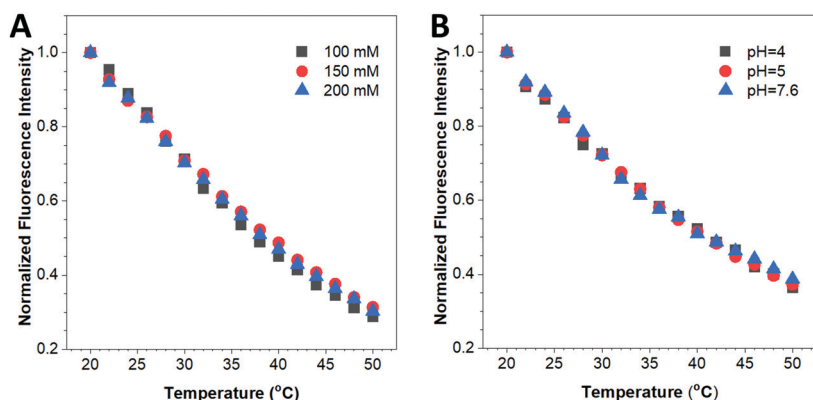 A
Normalized Fluorescence Intensity
1.0
0.8
0.6
0.4
0.2
100 mM
150 mM
200 mM
20 25 30 35 40 45 50
Temperature (°C)
B
Normalized Fluorescence Intensity
1.0
0.8
0.6
0.4
0.2
pH=4
pH=5
pH=7.6
20 25 30 35 40 45 50
Temperature (°C)